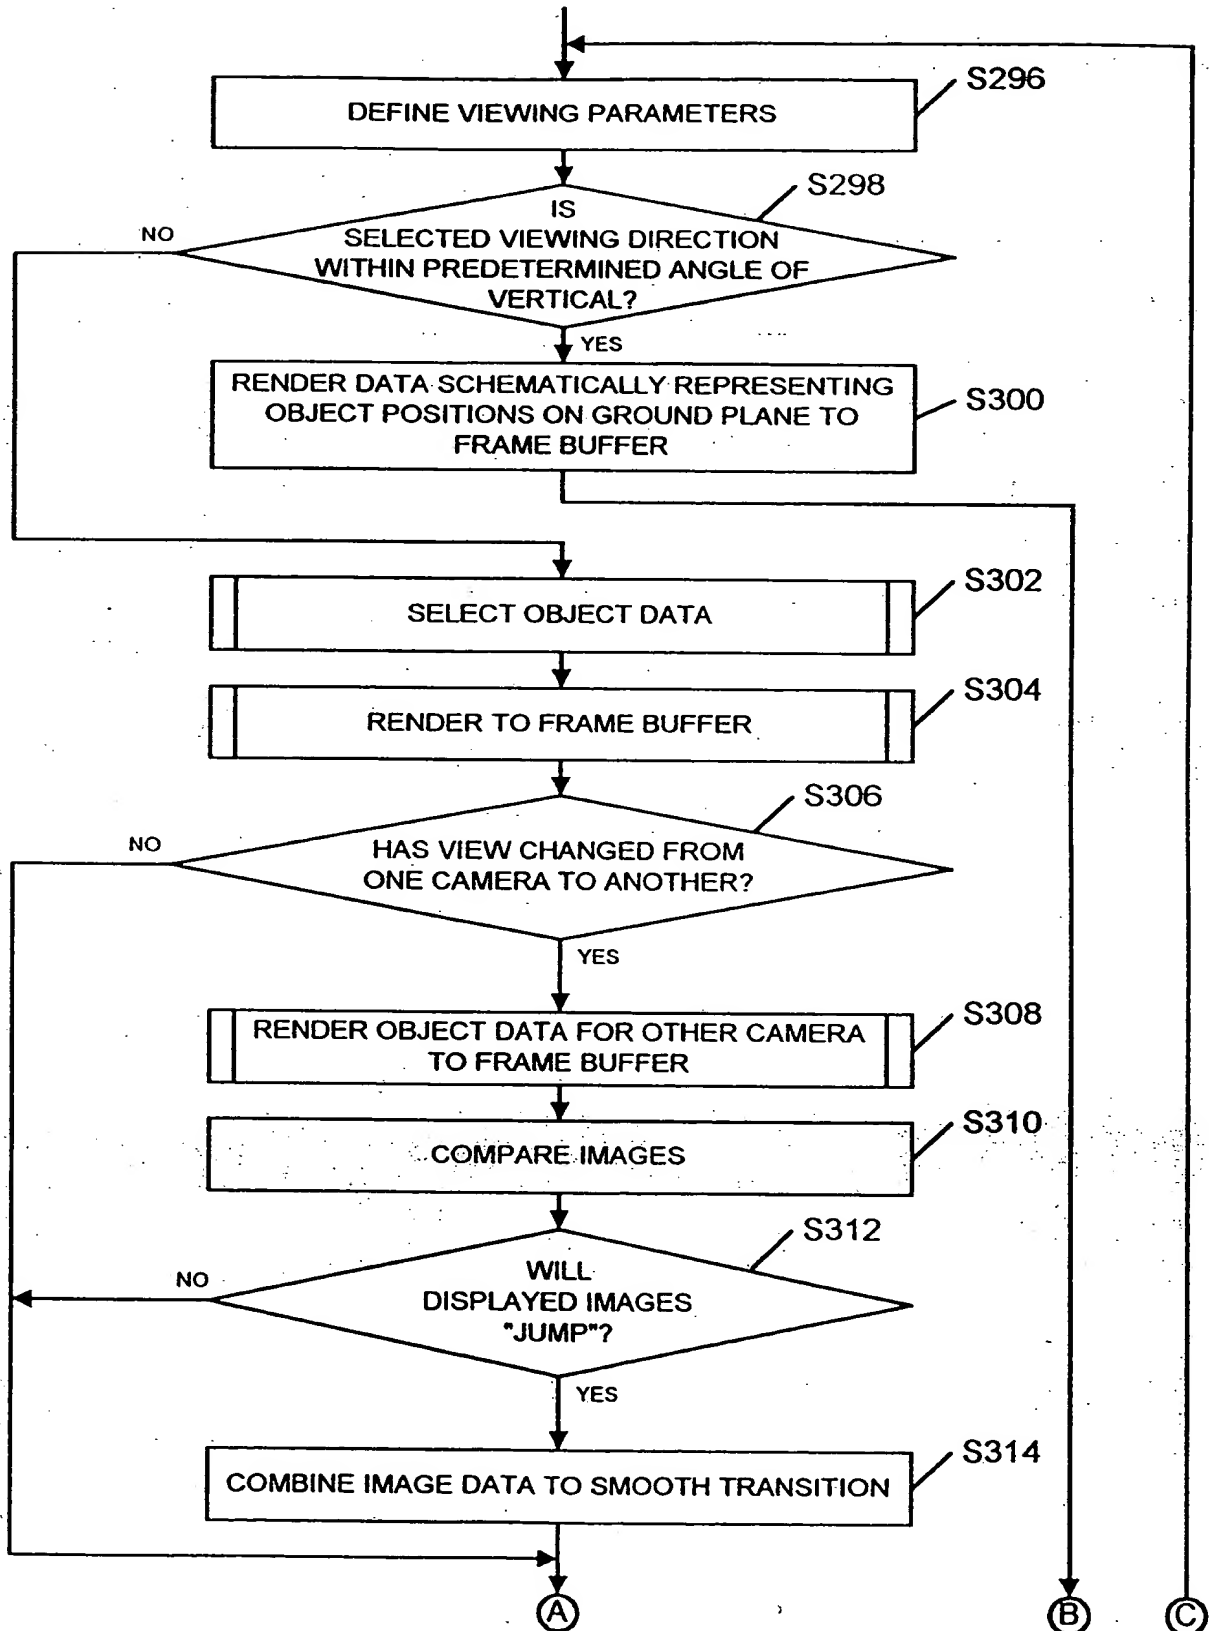 S296
DEFINE VIEWING PARAMETERS
S298
NO
IS
SELECTED VIEWING DIRECTION
WITHIN PREDETERMINED ANGLE OF
VERTICAL?
YES
RENDER DATA SCHEMATICALLY REPRESENTING
OBJECT POSITIONS ON GROUND PLANE TO
FRAME BUFFER
S300
S302
SELECT OBJECT DATA
S304
RENDER TO FRAME BUFFER
S306
NO
HAS VIEW CHANGED FROM
ONE CAMERA TO ANOTHER?
YES
S308
RENDER OBJECT DATA FOR OTHER CAMERA
TO FRAME BUFFER
S310
COMPARE IMAGES
S312
NO
WILL
DISPLAYED IMAGES
"JUMP"?
YES
S314
COMBINE IMAGE DATA TO SMOOTH TRANSITION
A
B
C